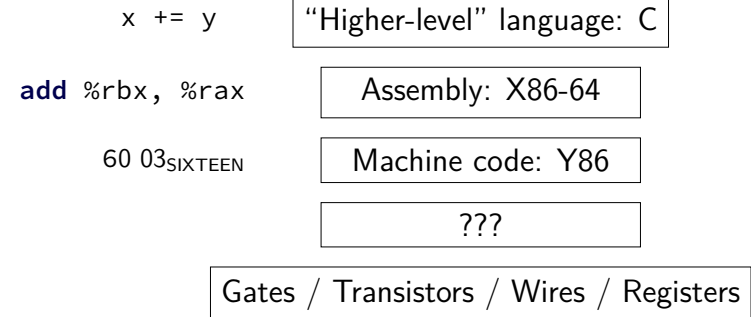 x += y “Higher-level” language: C
add %rbx, %rax Assembly: X86-64
60 03SIXTEEN Machine code: Y86
???
Gates / Transistors / Wires / Registers